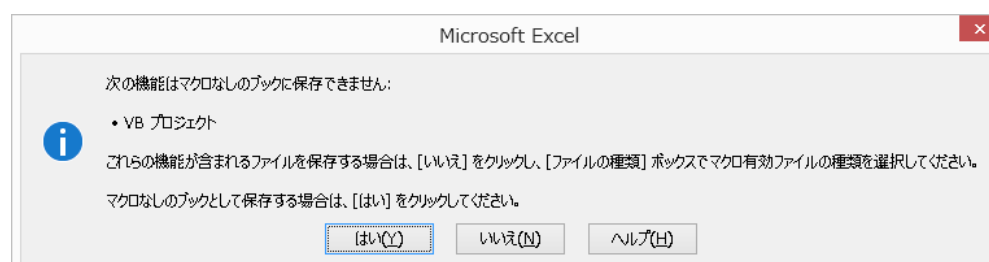 Microsoft Excel
次の機能はマクロなしのブックに保存できません:
• VB プロジェクト
これらの機能が含まれるファイルを保存する場合は、[いいえ] をクリックし、[ファイルの種類] ボックスでマクロ有効ファイルの種類を選択してください。
マクロなしのブックとして保存する場合は、[はい] をクリックしてください。
はい(Y) いいえ(N) ヘルプ(H)